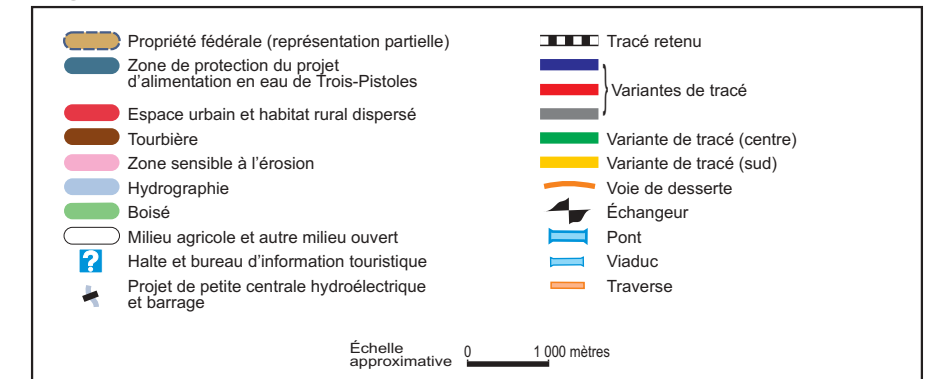 Propriété fédérale (représentation partielle)
Zone de protection du projet
d'alimentation en eau de Trois-Pistoles
Espace urbain et habitat rural dispersé
Tourbière
Zone sensible à l'érosion
Hydrographie
Boisé
Milieu agricole et autre milieu ouvert
?
Halte et bureau d'information touristique
Projet de petite centrale hydroélectrique
et barrage
Tracé retenu
Variantes de tracé
Variante de tracé (centre)
Variante de tracé (sud)
Voie de desserte
Échangeur
Pont
Viaduc
Traverse
Échelle
approximative
0 1 000 mètres